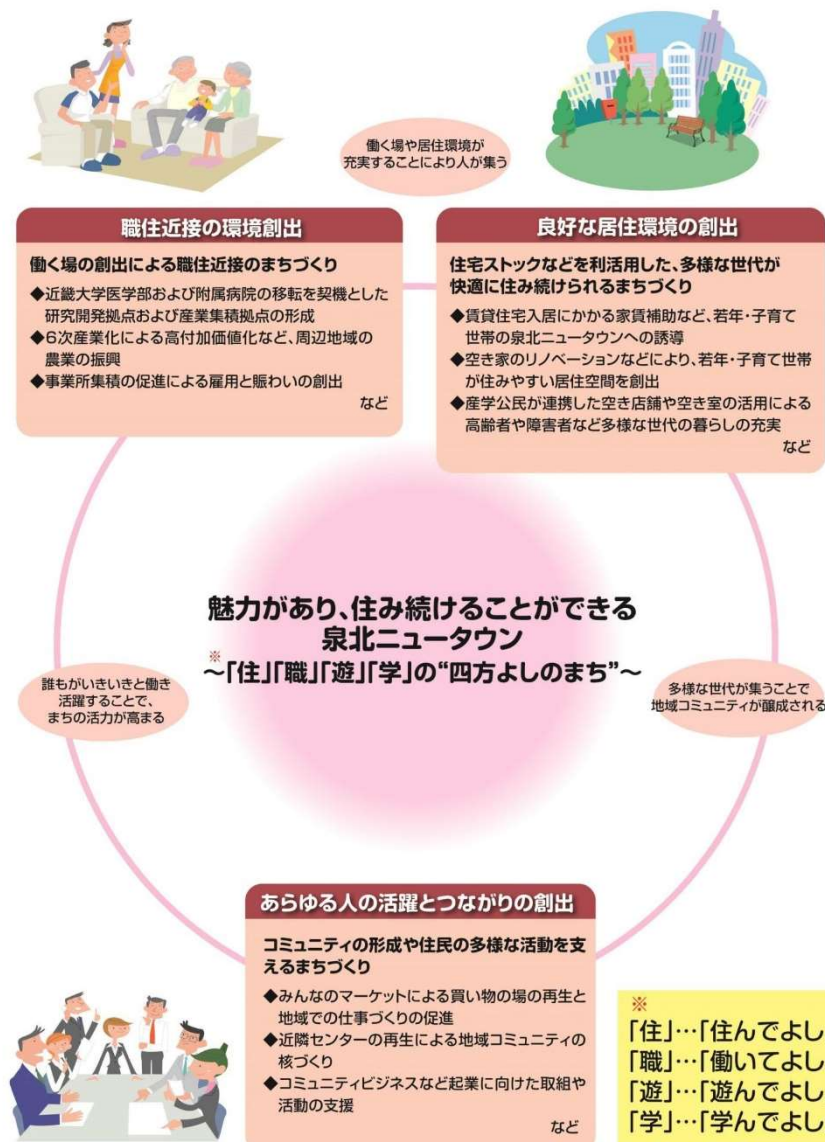 働く場や居住環境が
充実することにより人が集う
職住近接の環境創出
働く場の創出による職住近接のまちづくり
◆近畿大学医学部および附属病院の移転を契機とした
研究開発拠点および産業集積拠点の形成
◆6次産業化による高付加価値化など、周辺地域の
農業の振興
◆事業所集積の促進による雇用と賑わいの創出
など
良好な居住環境の創出
住宅ストックなどを利活用した、多様な世代が
快適に住み続けられるまちづくり
◆賃貸住宅入居にかかる家賃補助など、若年・子育て
世帯の泉北ニュータウンへの誘導
◆空き家のリノベーションなどにより、若年・子育て世帯
が住みやすい居住空間を創出
◆産学公民が連携した空き店舗や空き室の活用による
高齢者や障害者など多様な世代の暮らしの充実
など
魅力があり、住み続けることができる
泉北ニュータウン
※
~「住」「職」「遊」「学」の“四方よしのまち”~
誰もがいきいきと働き
活躍することで、
まちの活力が高まる
多様な世代が集うことで
地域コミュニティが醸成される
あらゆる人の活躍とつながりの創出
コミュニティの形成や住民の多様な活動を支
えるまちづくり
◆みんなのマーケットによる買い物の場の再生と
地域での仕事づくりの促進
◆近隣センターの再生による地域コミュニティの
核づくり
◆コミュニティビジネスなど起業に向けた取組や
活動の支援
など
※
「住」…「住んでよし
「職」…「働いてよし
「遊」…「遊んでよし
「学」…「学んでよし